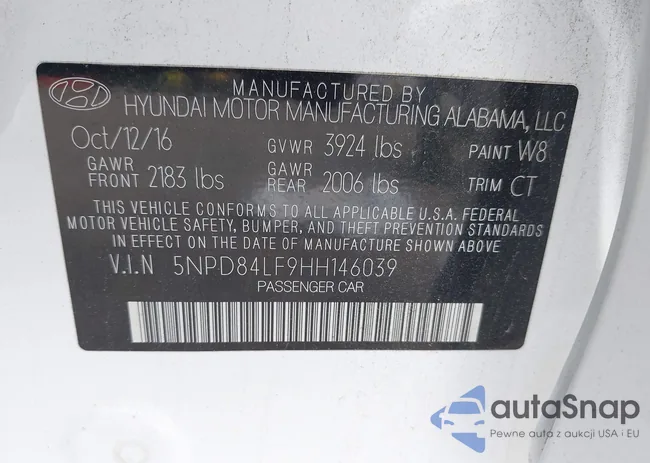 MANUFACTURED BY
HYUNDAI MOTOR MANUFACTURING ALABAMA, LLC
Oct/12/16 GVWR 3924 lbs PAINT W8
GAWR FRONT 2183 lbs GAWR REAR 2006 lbs TRIM CT
THIS VEHICLE CONFORMS TO ALL APPLICABLE U.S.A. FEDERAL
MOTOR VEHICLE SAFETY, BUMPER, AND THEFT PREVENTION STANDARDS
IN EFFECT ON THE DATE OF MANUFACTURE SHOWN ABOVE
V.I.N 5NPD84LF9HH146039
PASSENGER CAR
autaSnap
Pewne auta z aukcji USA i EU